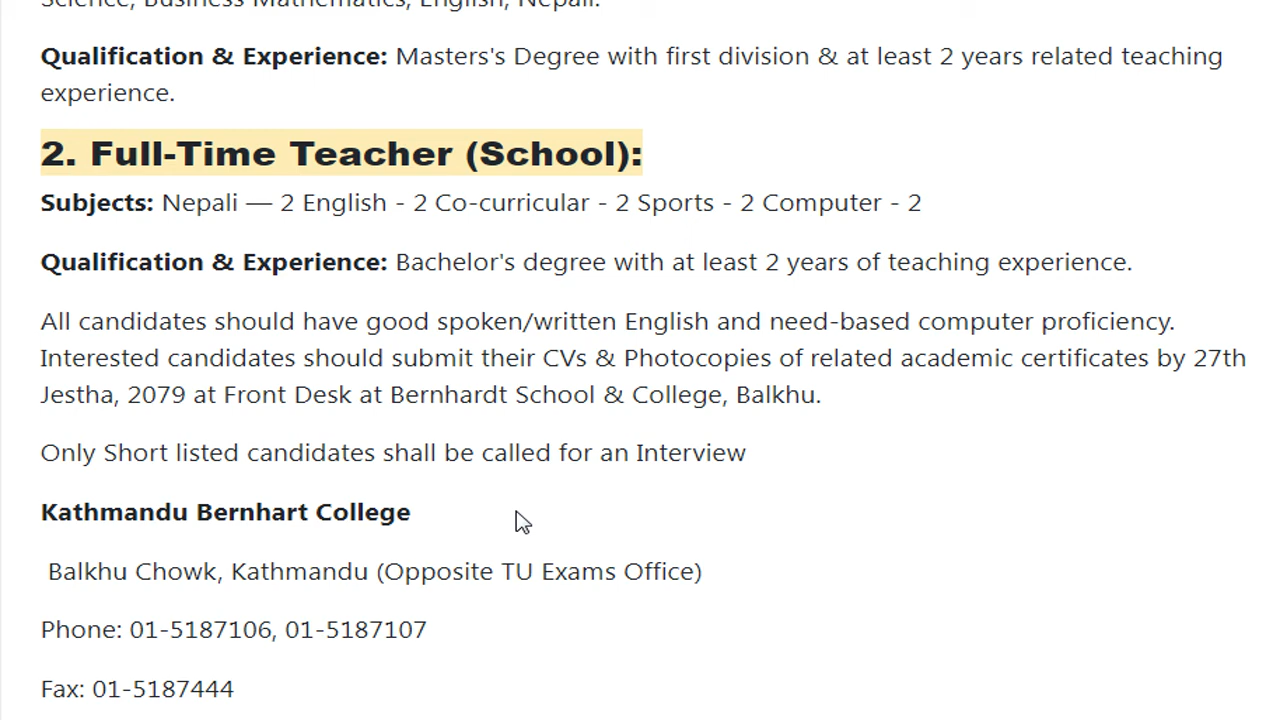 Science, Business Mathematics, English, Nepali.
Qualification & Experience: Masters's Degree with first division & at least 2 years related teaching
experience.
2. Full-Time Teacher (School):
Subjects: Nepali — 2 English - 2 Co-curricular - 2 Sports - 2 Computer - 2
Qualification & Experience: Bachelor's degree with at least 2 years of teaching experience.
All candidates should have good spoken/written English and need-based computer proficiency.
Interested candidates should submit their CVs & Photocopies of related academic certificates by 27th
Jestha, 2079 at Front Desk at Bernhardt School & College, Balkhu.
Only Short listed candidates shall be called for an Interview
Kathmandu Bernhart College
Balkhu Chowk, Kathmandu (Opposite TU Exams Office)
Phone: 01-5187106, 01-5187107
Fax: 01-5187444